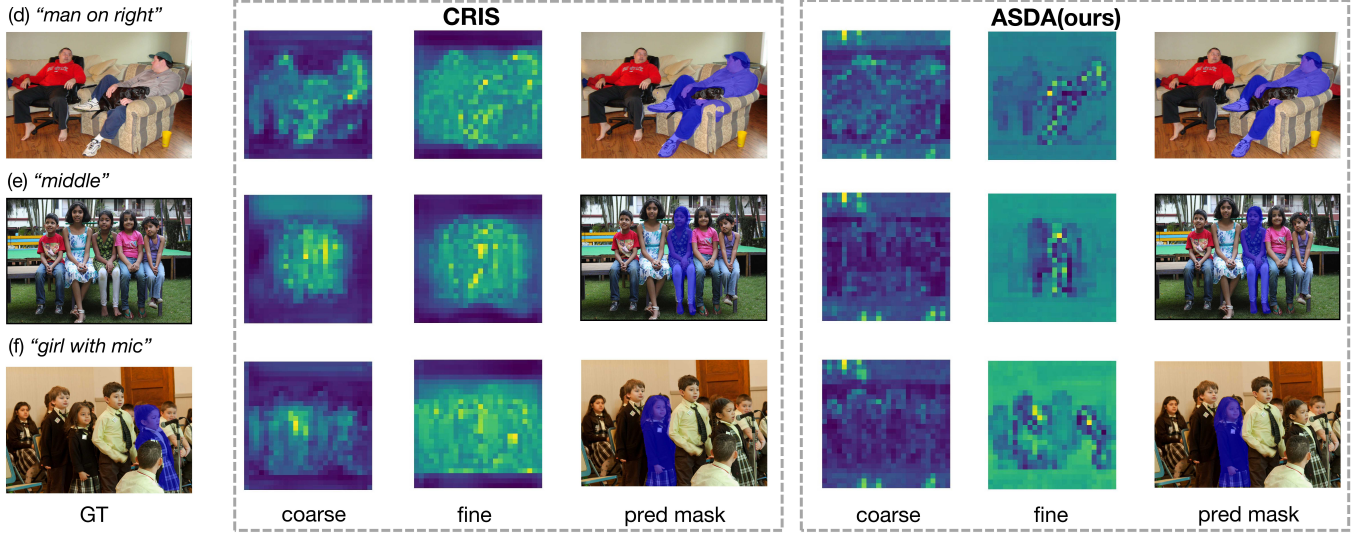 (d) “man on right”
CRIS
ASDA(ours)
(e) “middle”
(f) “girl with mic”
GT
coarse
fine
pred mask
coarse
fine
pred mask